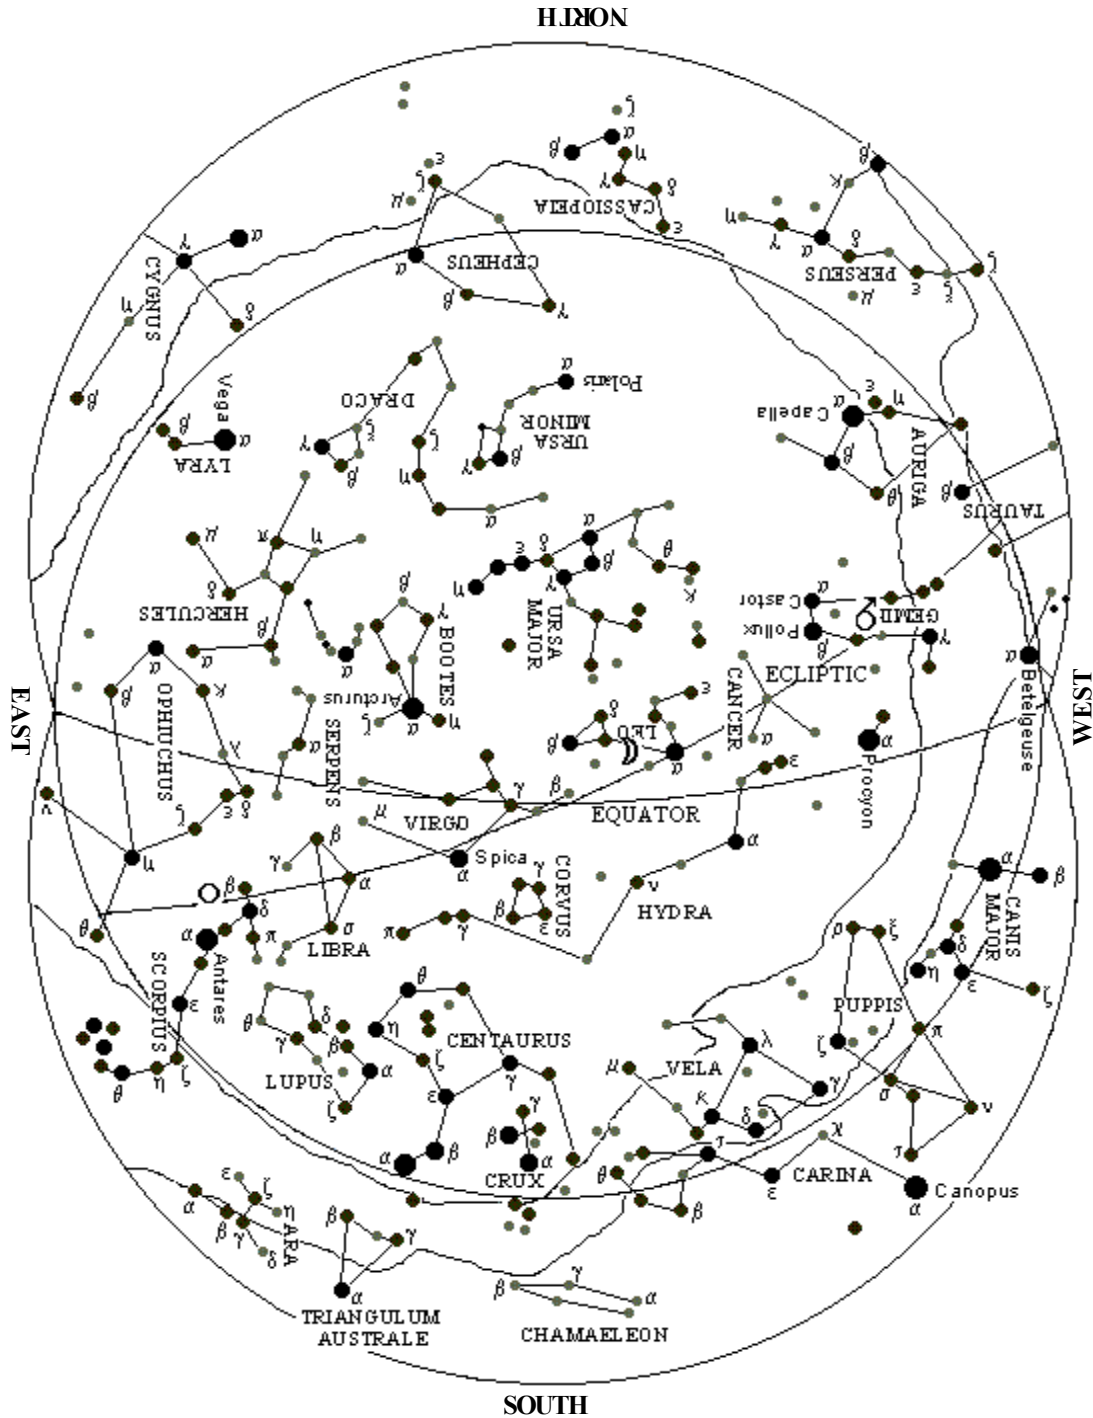 NORTH
CASSIOPEIA
CEPHEUS
PERSEUS
CYGNUS
Vega
LYRA
DRACO
Polaris
URSA
MINOR
Capella
AURIGA
TAURUS
HERCULES
BOOTES
URSA
MAJOR
Castor
Pollux
GEMII
ECLIPTIC
CANCER
Arcturus
LEO
Betelgeuse
EAST
WEST
OPHIUCHUS
SERPENS
Procyon
VIRGO
EQUATOR
Spica
CORVUS
HYDRA
CANIS
MAJOR
LIBRA
Antares
SCORPIUS
PUPPIS
CENTAURUS
VELA
LUPUS
CRUX
CARINA
Canopus
ARA
TRIANGULUM
AUSTRALE
CHAMAELEON
SOUTH